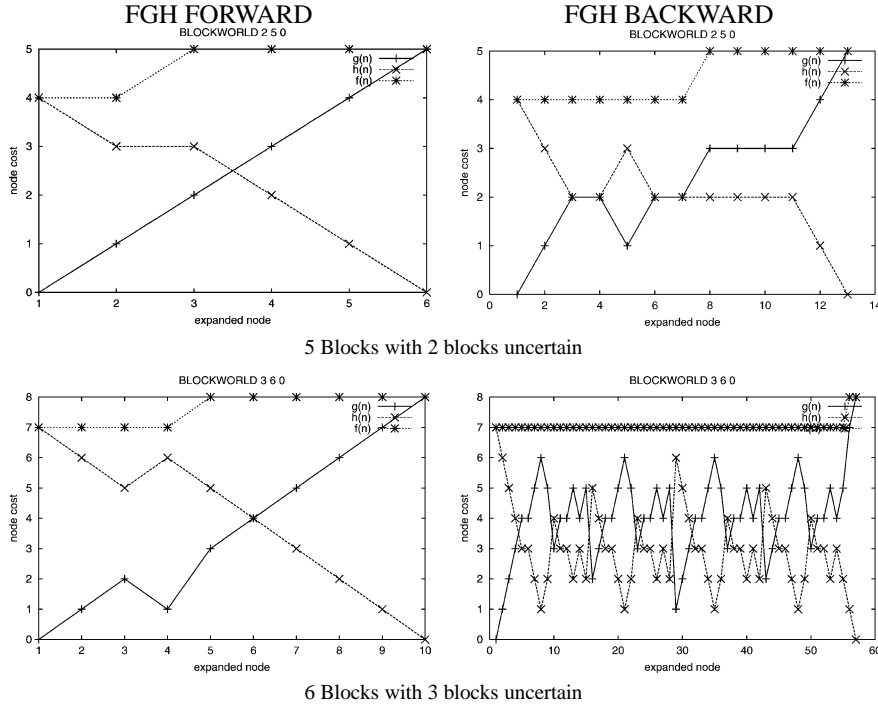 FGH FORWARD
FGH BACKWARD
BLOCKWORLD 2 5 0
5
4
3
2
1
0
node cost
g(n)
h(n)
f(n)
1 2 3 4 5 6
expanded node
BLOCKWORLD 2 5 0
5
4
3
2
1
0
node cost
g(n)
h(n)
f(n)
0 2 4 6 8 10 12 14
expanded node
5 Blocks with 2 blocks uncertain
BLOCKWORLD 3 6 0
8
7
6
5
4
3
2
1
0
node cost
g(n)
h(n)
f(n)
1 2 3 4 5 6 7 8 9 10
expanded node
BLOCKWORLD 3 6 0
8
7
6
5
4
3
2
1
0
node cost
g(n)
h(n)
0 10 20 30 40 50 60
expanded node
6 Blocks with 3 blocks uncertain